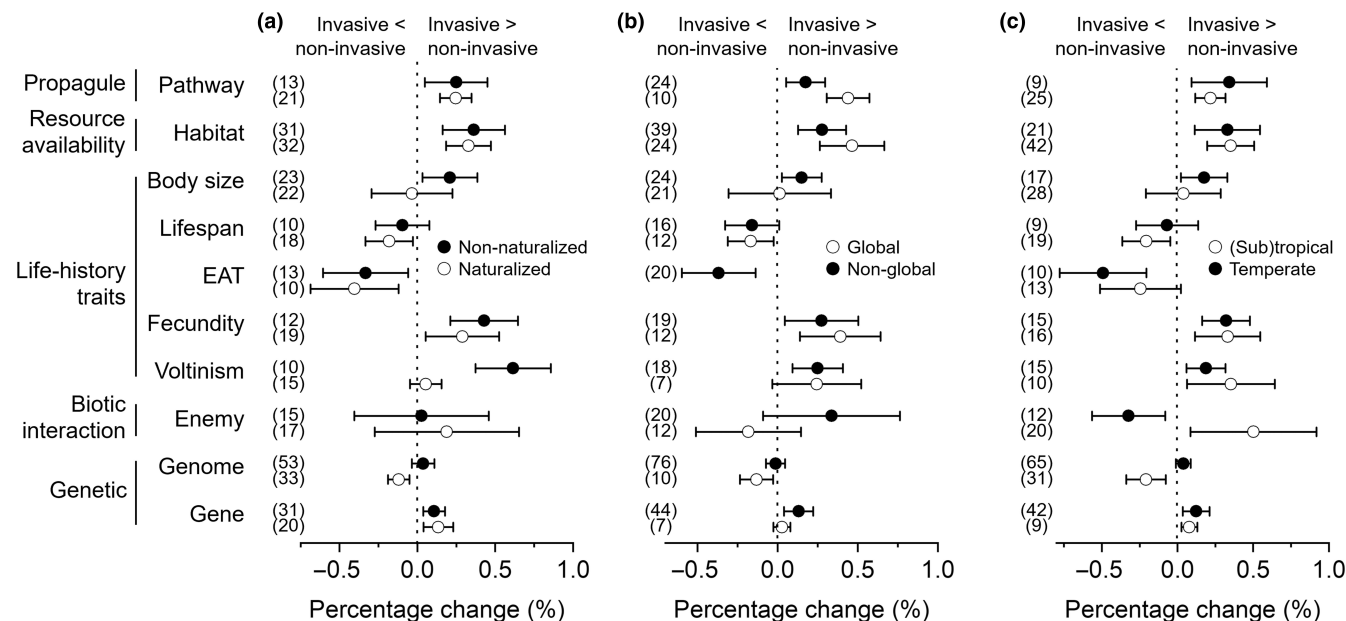 (a)
Invasive <
non-invasive
Invasive >
non-invasive
(b)
Invasive <
non-invasive
Invasive >
non-invasive
(c)
Invasive <
non-invasive
Invasive >
non-invasive
Propagule
Pathway
(13)
(21)
(24)
(10)
(9)
(25)
Resource
availability
Habitat
(31)
(32)
(39)
(24)
(21)
(42)
Life-history
traits
Body size
(23)
(22)
(24)
(21)
(17)
(28)
Lifespan
(10)
(18)
(16)
(12)
(9)
(19)
Non-naturalized
Naturalized
Global
Non-global
(Sub)tropical
Temperate
EAT
(13)
(10)
(20)
(10)
(13)
Fecundity
(12)
(19)
(19)
(12)
(15)
(16)
Voltinism
(10)
(15)
(18)
(7)
(15)
(10)
Biotic
interaction
Enemy
(15)
(17)
(20)
(12)
(12)
(20)
Genetic
Genome
(53)
(33)
(76)
(10)
(65)
(31)
Gene
(31)
(20)
(44)
(7)
(42)
(9)
−0.5 0.0 0.5 1.0
−0.5 0.0 0.5 1.0
−0.5 0.0 0.5 1.0
Percentage change (%)
Percentage change (%)
Percentage change (%)